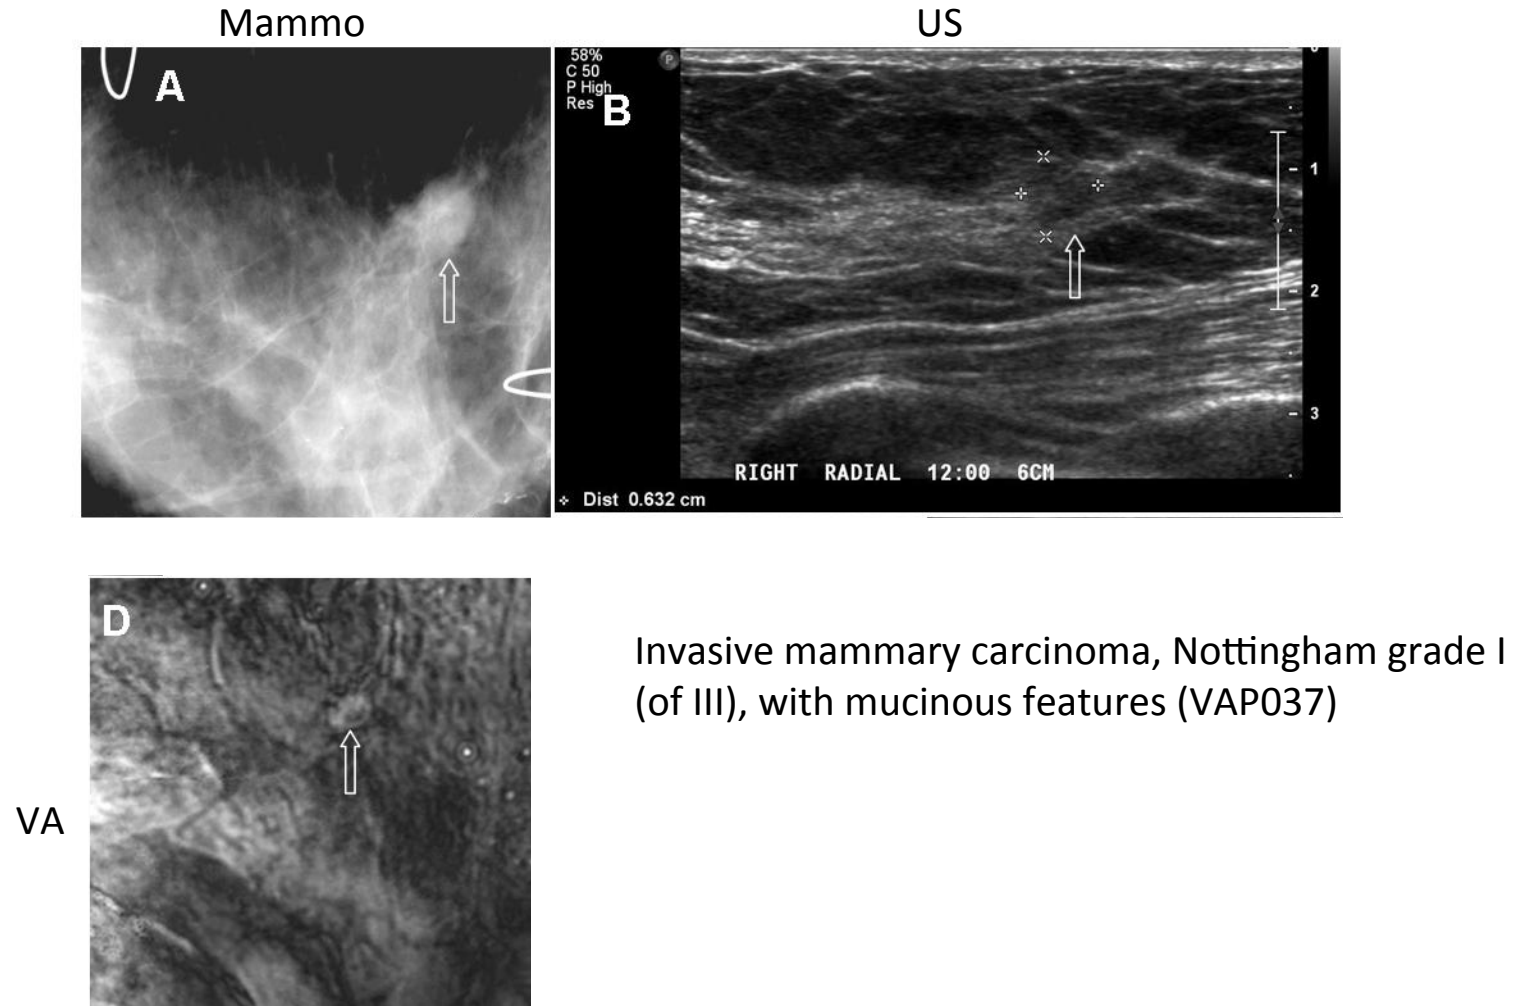 Mammo
US
A
58%
C 50
P High
Res
P
B
0
1
2
3
RIGHT RADIAL 12:00 6CM
Dist 0.632 cm
D
Invasive mammary carcinoma, Nottingham grade I
(of III), with mucinous features (VAP037)
VA